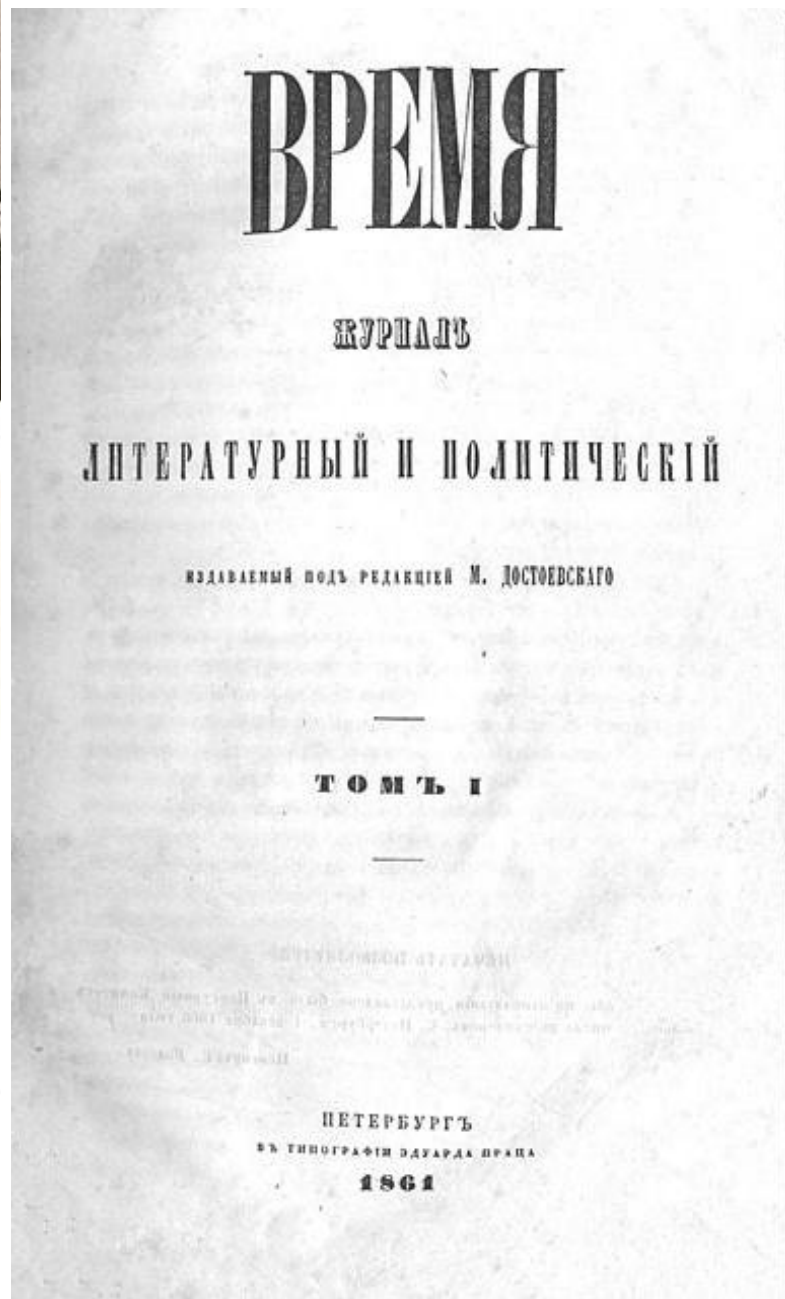 ВРЕМЯ
ЖУРНАЛЪ
ЛИТЕРАТУРНЫЙ И ПОЛИТИЧЕСКІЙ
ИЗДАВАЕМЫЙ ПОДЪ РЕДАКЦІЕЙ М. ДОСТОЕВСКАГО
ТОМЪ I
ПЕТЕРБУРГЪ
ВЪ ТИПОГРАФІИ ЭДУАРДА ПРАЦА
1861